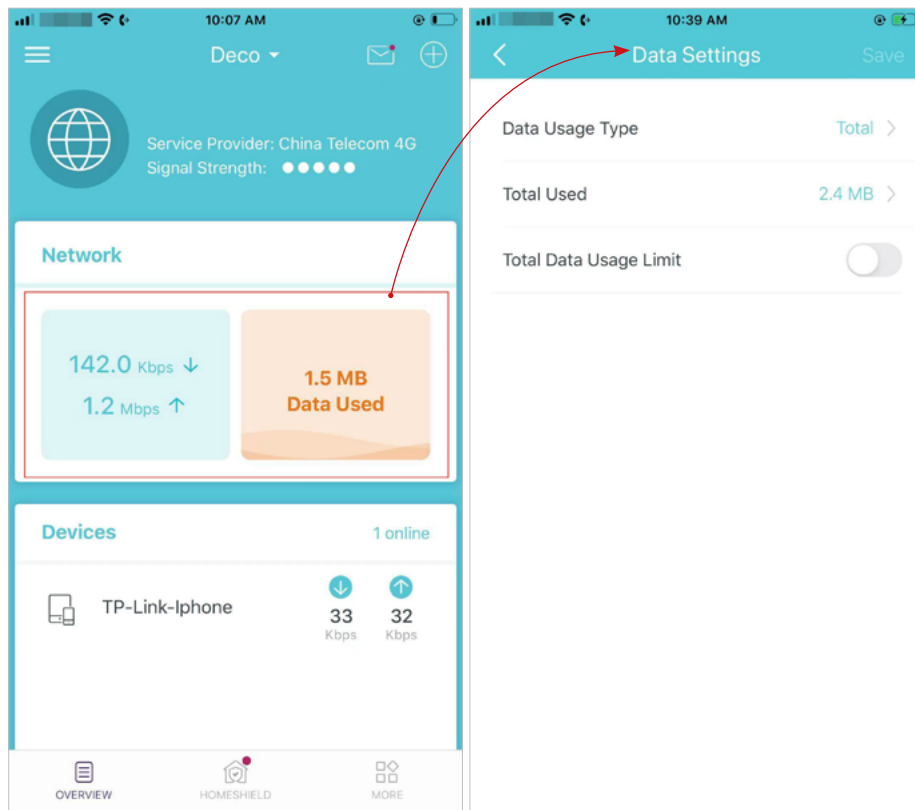 10:07 AM
Deco
Service Provider: China Telecom 4G
Signal Strength:
Network
142.0 Kbps
1.2 Mbps
1.5 MB
Data Used
Devices
1 online
TP-Link-Iphone
33
Kbps
32
Kbps
OVERVIEW
HOMESHIELD
MORE
10:39 AM
Data Settings
Save
Data Usage Type
Total
Total Used
2.4 MB
Total Data Usage Limit